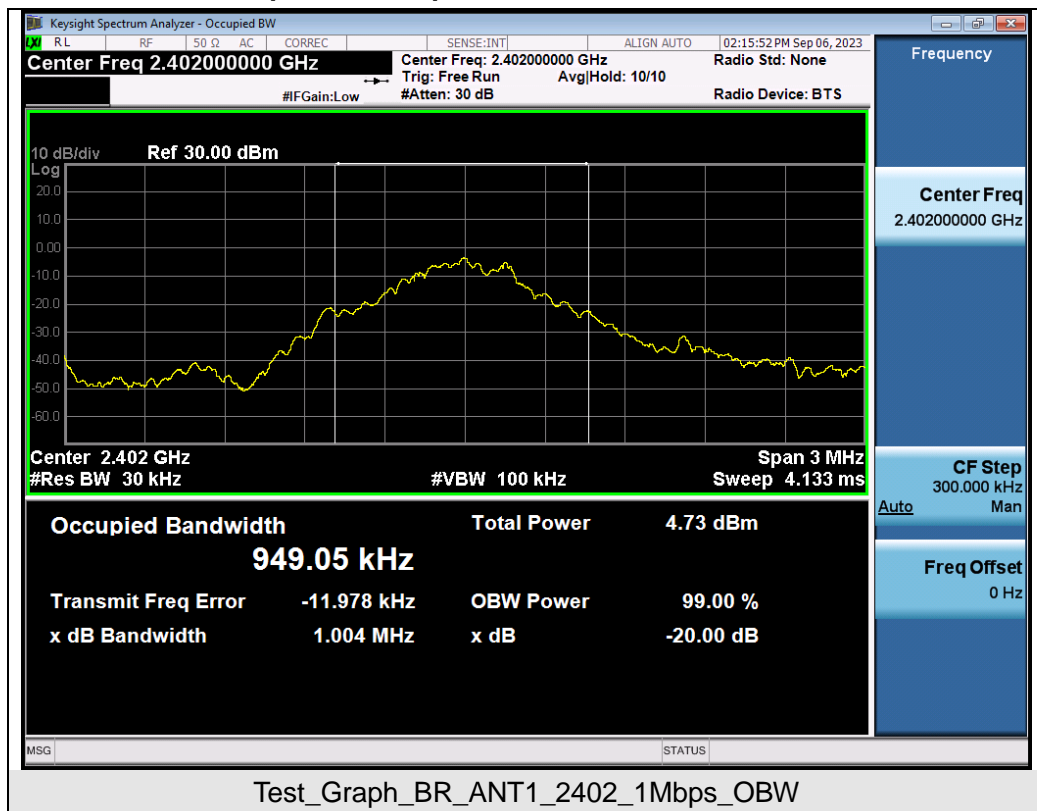 Keysight Spectrum Analyzer - Occupied BW
LXI RL RF 50 Ω AC CORREC SENSE:INT ALIGN AUTO 02:15:52 PM Sep 06, 2023
Center Freq 2.402000000 GHz Center Freq: 2.402000000 GHz Radio Std: None
Trig: Free Run Avg|Hold: 10/10
#IFGain:Low #Atten: 30 dB Radio Device: BTS
10 dB/div Ref 30.00 dBm
Log
20.0
10.0
0.00
-10.0
-20.0
-30.0
-40.0
-50.0
-60.0
Center 2.402 GHz Span 3 MHz
#Res BW 30 kHz #VBW 100 kHz Sweep 4.133 ms
Occupied Bandwidth Total Power 4.73 dBm
949.05 kHz
Transmit Freq Error -11.978 kHz OBW Power 99.00 %
x dB Bandwidth 1.004 MHz x dB -20.00 dB
MSG STATUS
Frequency
Center Freq
2.402000000 GHz
CF Step
300.000 kHz
Auto Man
Freq Offset
0 Hz
Test_Graph_BR_ANT1_2402_1Mbps_OBW